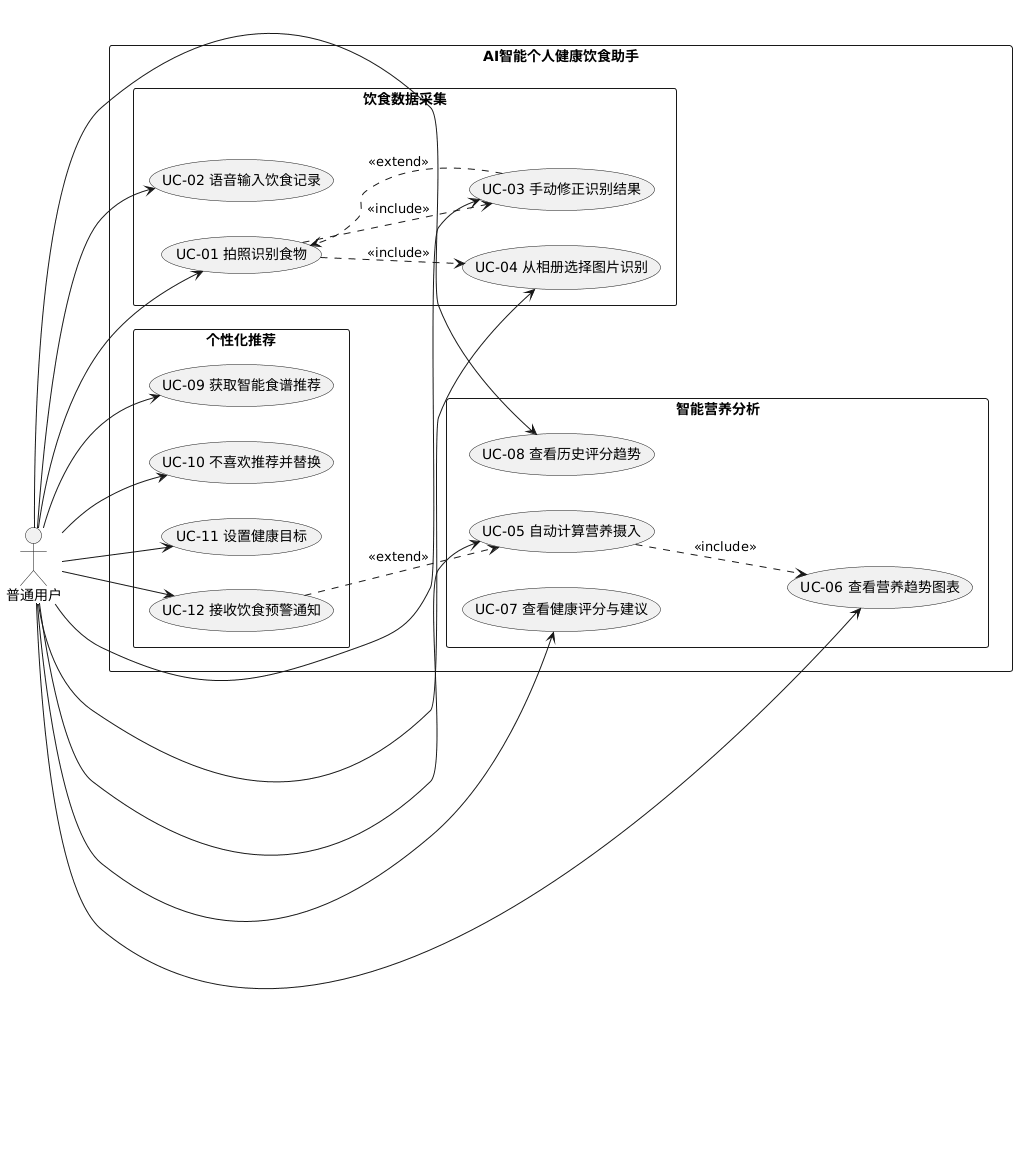 AI智能个人健康饮食助手
饮食数据采集
«extend»
UC-02 语音输入饮食记录
UC-03 手动修正识别结果
«include»
UC-01 拍照识别食物
«include»
UC-04 从相册选择图片识别
个性化推荐
UC-09 获取智能食谱推荐
智能营养分析
UC-10 不喜欢推荐并替换
UC-08 查看历史评分趋势
UC-11 设置健康目标
UC-05 自动计算营养摄入
«include»
«extend»
UC-06 查看营养趋势图表
普通用户
UC-12 接收饮食预警通知
UC-07 查看健康评分与建议